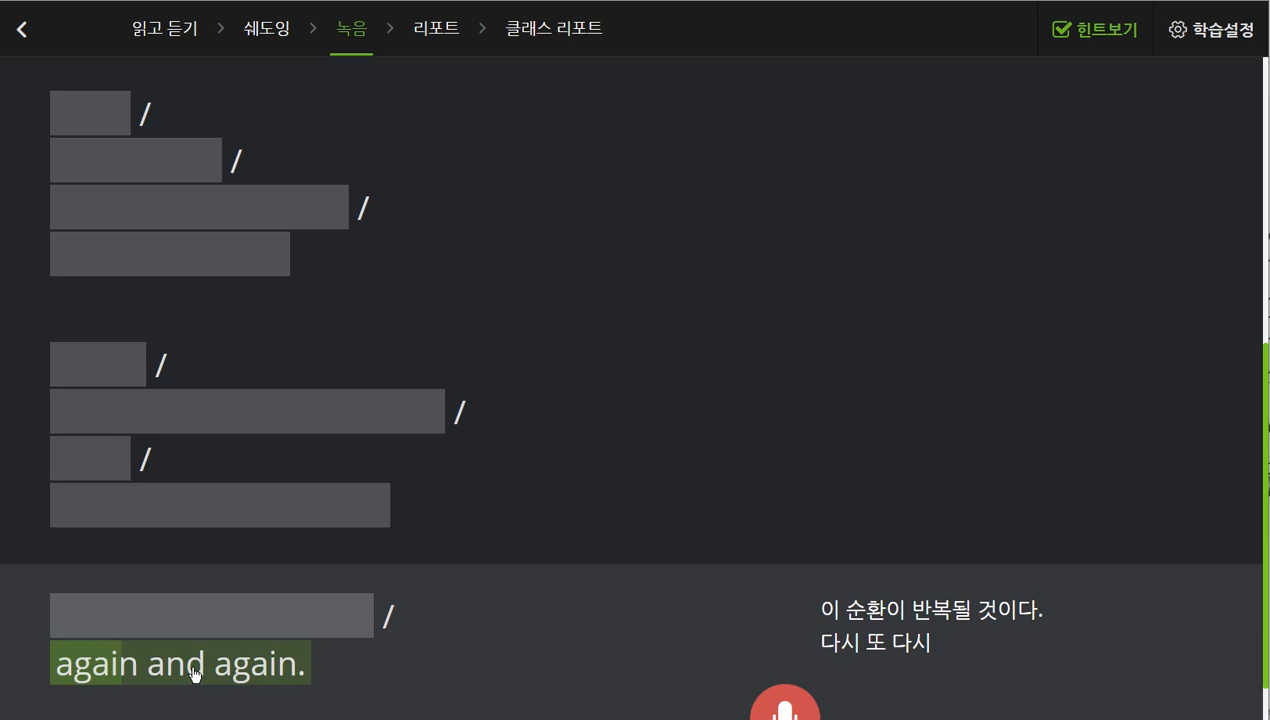 읽고 듣기 > 쉐도잉 > 녹음 > 리포트 > 클래스 리포트
힌트보기
학습설정
/
/
/
/
/
/
/
again and again.
이 순환이 반복될 것이다.
다시 또 다시